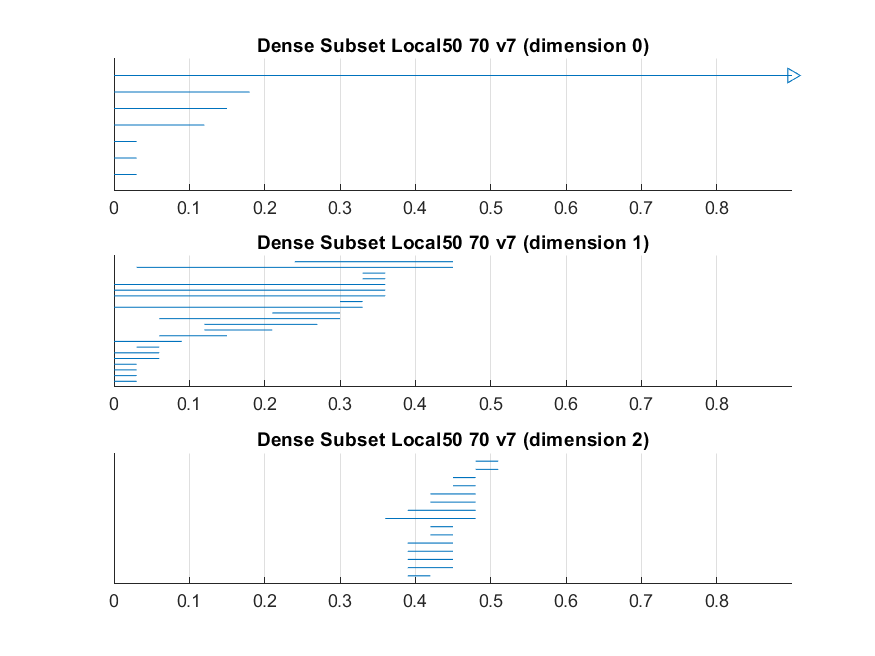 Dense Subset Local50 70 v7 (dimension 0)
0 0.1 0.2 0.3 0.4 0.5 0.6 0.7 0.8
Dense Subset Local50 70 v7 (dimension 1)
0 0.1 0.2 0.3 0.4 0.5 0.6 0.7 0.8
Dense Subset Local50 70 v7 (dimension 2)
0 0.1 0.2 0.3 0.4 0.5 0.6 0.7 0.8